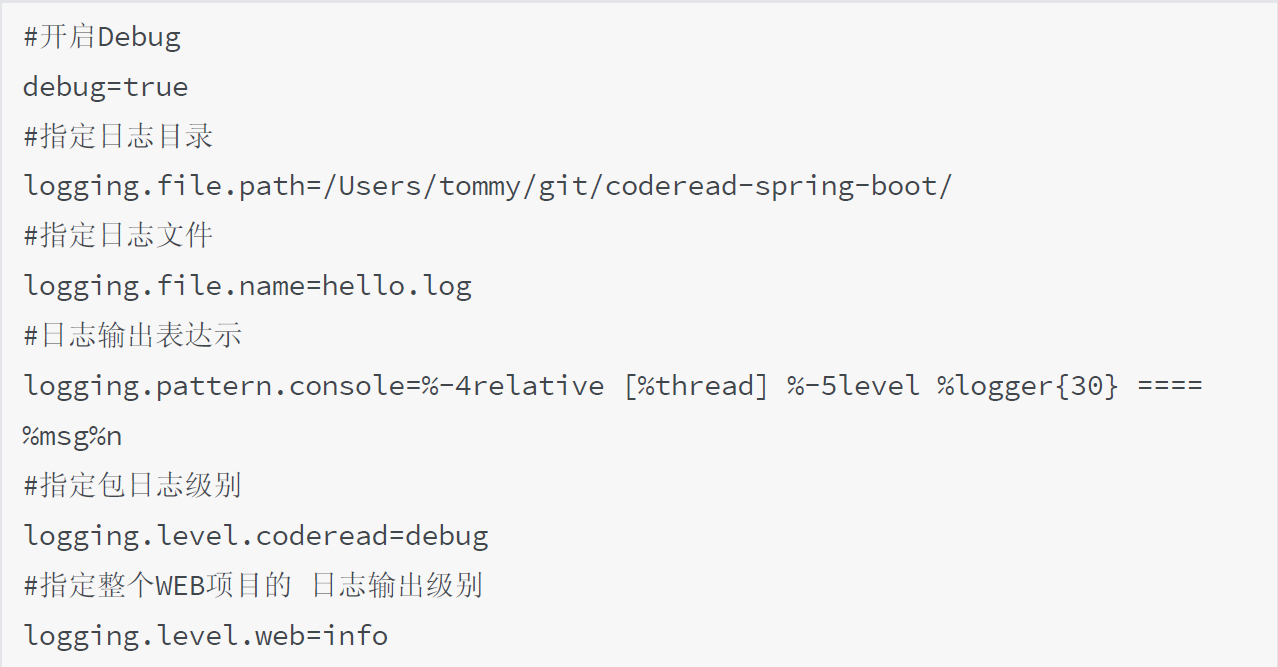 #开启Debug
debug=true
#指定日志目录
logging.file.path=/Users/tommy/git/coderead-spring-boot/
#指定日志文件
logging.file.name=hello.log
#日志输出表达示
logging.pattern.console=%-4relative [%thread] %-5level %logger{30} ====
%msg%n
#指定包日志级别
logging.level.coderead=debug
#指定整个WEB项目的 日志输出级别
logging.level.web=info